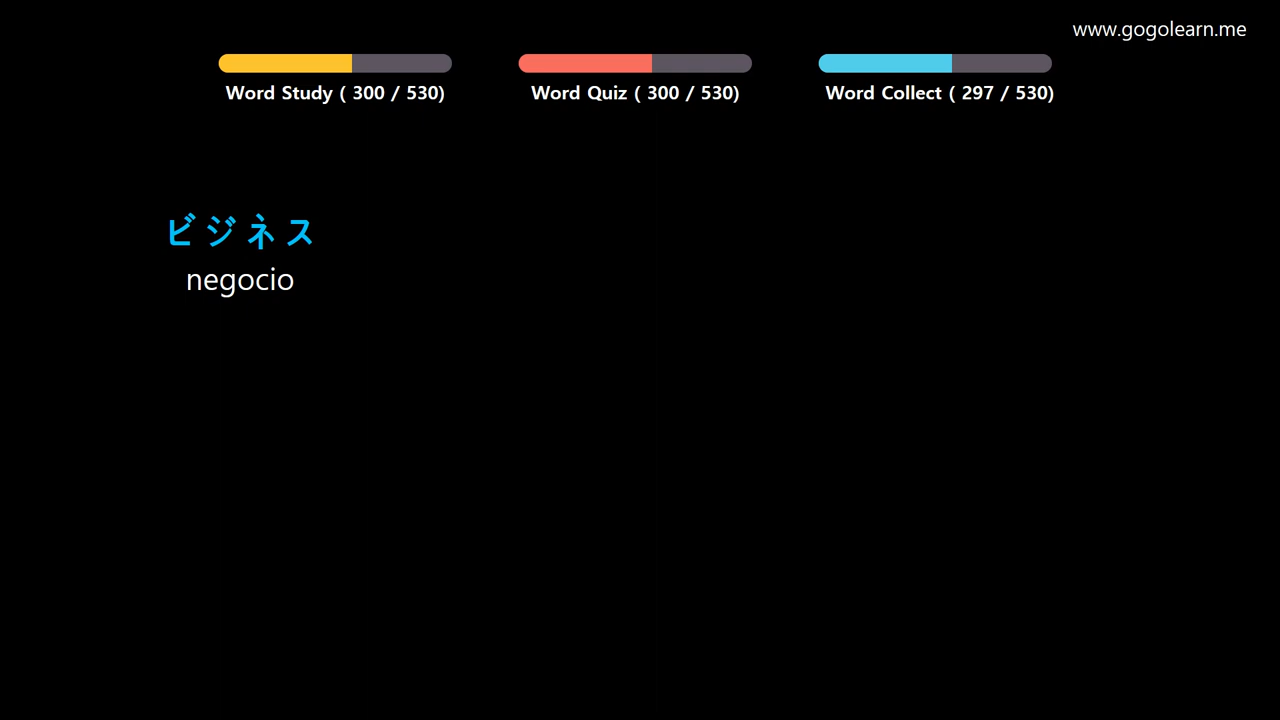 www.gogolearn.me
Word Study ( 300 / 530)
Word Quiz ( 300 / 530)
Word Collect ( 297 / 530)
ビジネス
negocio